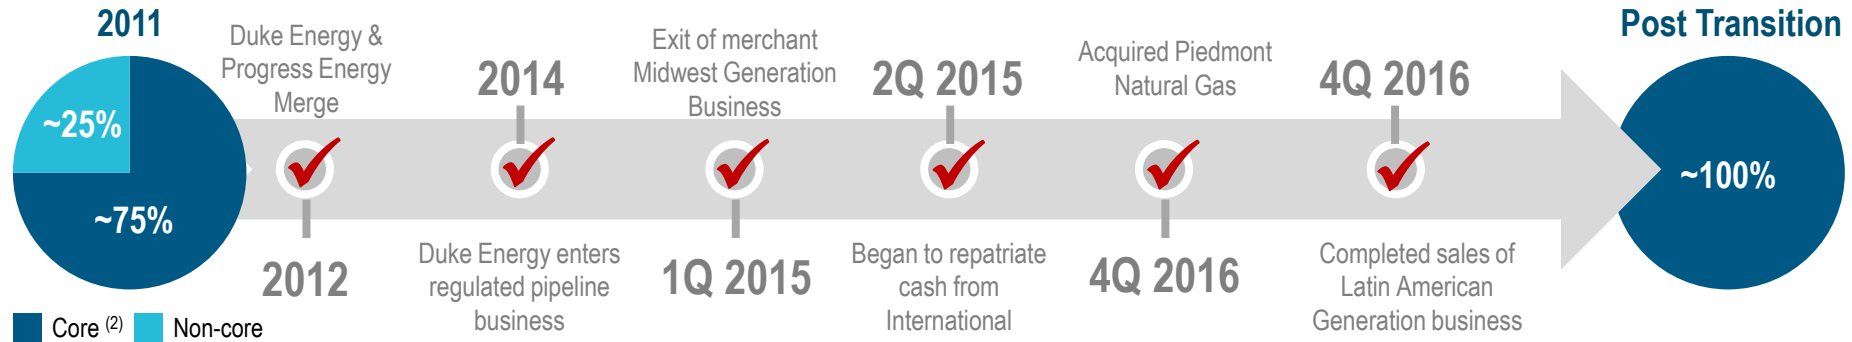 2011
~25%
~75%
Core (2)
Non-core
Duke Energy &
Progress Energy
Merge
2012
2014
Duke Energy enters
regulated pipeline
business
Exit of merchant
Midwest Generation
Business
1Q 2015
2Q 2015
Began to repatriate
cash from
International
Acquired Piedmont
Natural Gas
4Q 2016
4Q 2016
Completed sales of
Latin American
Generation business
Post Transition
~100%